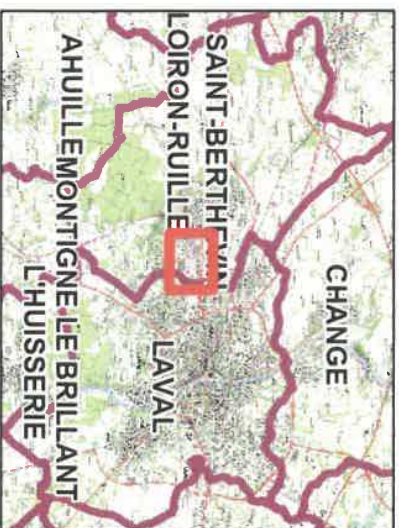 CHANGE
SAINT-BERTHEVIN
LOIRON-RUILLE
LAVAL
AHUILLE
MONTIGNE-LE-BRILLANT
L'HUISSERIE